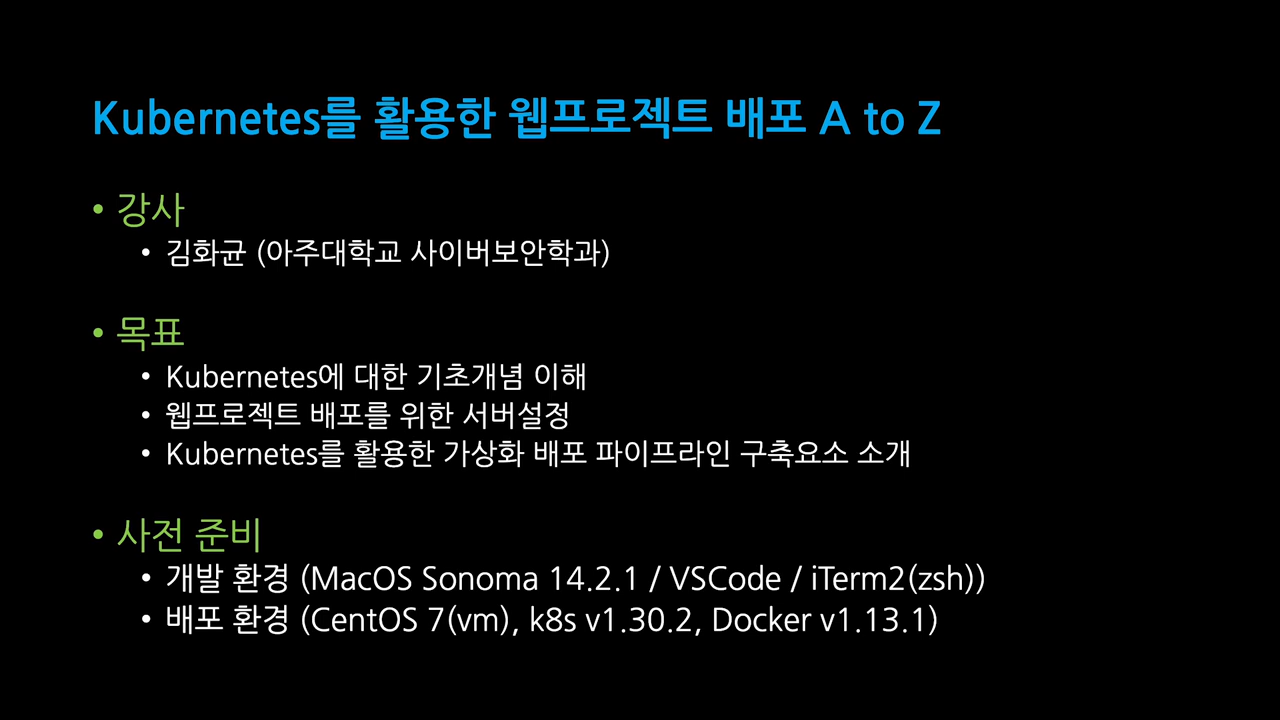 Kubernetes를 활용한 웹프로젝트 배포 A to Z
• 강사
• 김화균 (아주대학교 사이버보안학과)
• 목표
• Kubernetes에 대한 기초개념 이해
• 웹프로젝트 배포를 위한 서버설정
• Kubernetes를 활용한 가상화 배포 파이프라인 구축요소 소개
• 사전 준비
• 개발 환경 (MacOS Sonoma 14.2.1 / VSCode / iTerm2(zsh))
• 배포 환경 (CentOS 7(vm), k8s v1.30.2, Docker v1.13.1)